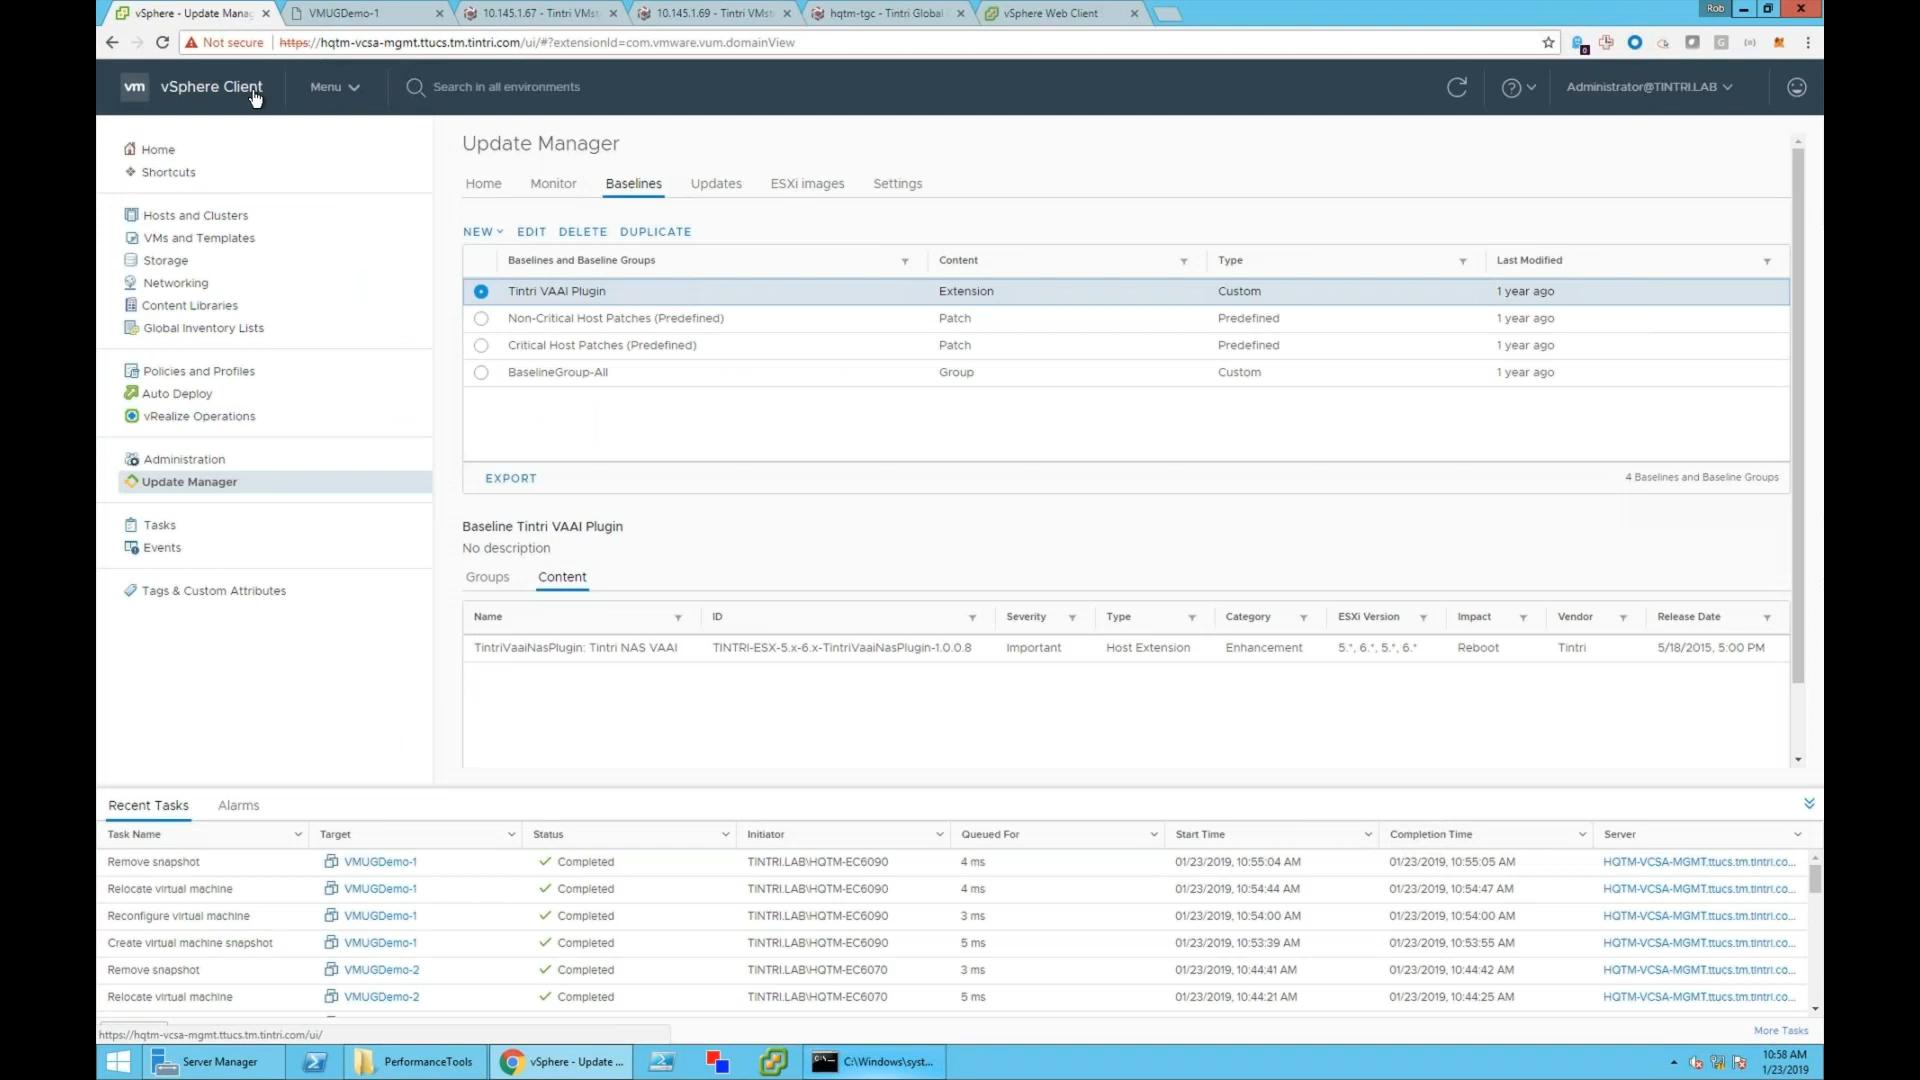 vSphere - Update Manag
VMUGDemo-1
10.145.1.67 - Tintri VMst
10.145.1.69 - Tintri VMst
hqtm-tgc - Tintri Global
vSphere Web Client
Rob
Not secure
https://hqtm-vcsa-mgmt.ttucs.tm.tintri.com/ui/#?extensionId=com.vmware.vum.domainView
0
G
vm
vSphere Client
Menu
Search in all environments
Administrator@TINTRI.LAB
Home
Shortcuts
Hosts and Clusters
VMs and Templates
Storage
Networking
Content Libraries
Global Inventory Lists
Policies and Profiles
Auto Deploy
vRealize Operations
Administration
Update Manager
Tasks
Events
Tags & Custom Attributes
Update Manager
Home Monitor Baselines Updates ESXi images Settings
NEW EDIT DELETE DUPLICATE
Baselines and Baseline Groups Content Type Last Modified
Tintri VAAI Plugin Extension Custom 1 year ago
Non-Critical Host Patches (Predefined) Patch Predefined 1 year ago
Critical Host Patches (Predefined) Patch Predefined 1 year ago
BaselineGroup-All Group Custom 1 year ago
EXPORT
4 Baselines and Baseline Groups
Baseline Tintri VAAI Plugin
No description
Groups Content
Name ID Severity Type Category ESXi Version Impact Vendor Release Date
TintriVaaiNasPlugin: Tintri NAS VAAI TINTRI-ESX-5.x-6.x-TintriVaaiNasPlugin-1.0.0.8 Important Host Extension Enhancement 5.*, 6.*, 5.*, 6.* Reboot Tintri 5/18/2015, 5:00 PM
Recent Tasks Alarms
Task Name Target Status Initiator Queued For Start Time Completion Time Server
Remove snapshot VMUGDemo-1 Completed TINTRI.LAB\HQTM-EC6090 4 ms 01/23/2019, 10:55:04 AM 01/23/2019, 10:55:05 AM HQTM-VCSA-MGMT.ttucs.tm.tintri.co...
Relocate virtual machine VMUGDemo-1 Completed TINTRI.LAB\HQTM-EC6090 4 ms 01/23/2019, 10:54:44 AM 01/23/2019, 10:54:47 AM HQTM-VCSA-MGMT.ttucs.tm.tintri.co...
Reconfigure virtual machine VMUGDemo-1 Completed TINTRI.LAB\HQTM-EC6090 3 ms 01/23/2019, 10:54:00 AM 01/23/2019, 10:54:00 AM HQTM-VCSA-MGMT.ttucs.tm.tintri.co...
Create virtual machine snapshot VMUGDemo-1 Completed TINTRI.LAB\HQTM-EC6090 5 ms 01/23/2019, 10:53:39 AM 01/23/2019, 10:53:55 AM HQTM-VCSA-MGMT.ttucs.tm.tintri.co...
Remove snapshot VMUGDemo-2 Completed TINTRI.LAB\HQTM-EC6070 3 ms 01/23/2019, 10:44:41 AM 01/23/2019, 10:44:42 AM HQTM-VCSA-MGMT.ttucs.tm.tintri.co...
Relocate virtual machine VMUGDemo-2 Completed TINTRI.LAB\HQTM-EC6070 5 ms 01/23/2019, 10:44:21 AM 01/23/2019, 10:44:25 AM HQTM-VCSA-MGMT.ttucs.tm.tintri.co...
https://hqtm-vcsa-mgmt.ttucs.tm.tintri.com/ui/
More Tasks
Server Manager
PerformanceTools
vSphere - Update ...
C:\Windows\syst...
10:58 AM
1/23/2019